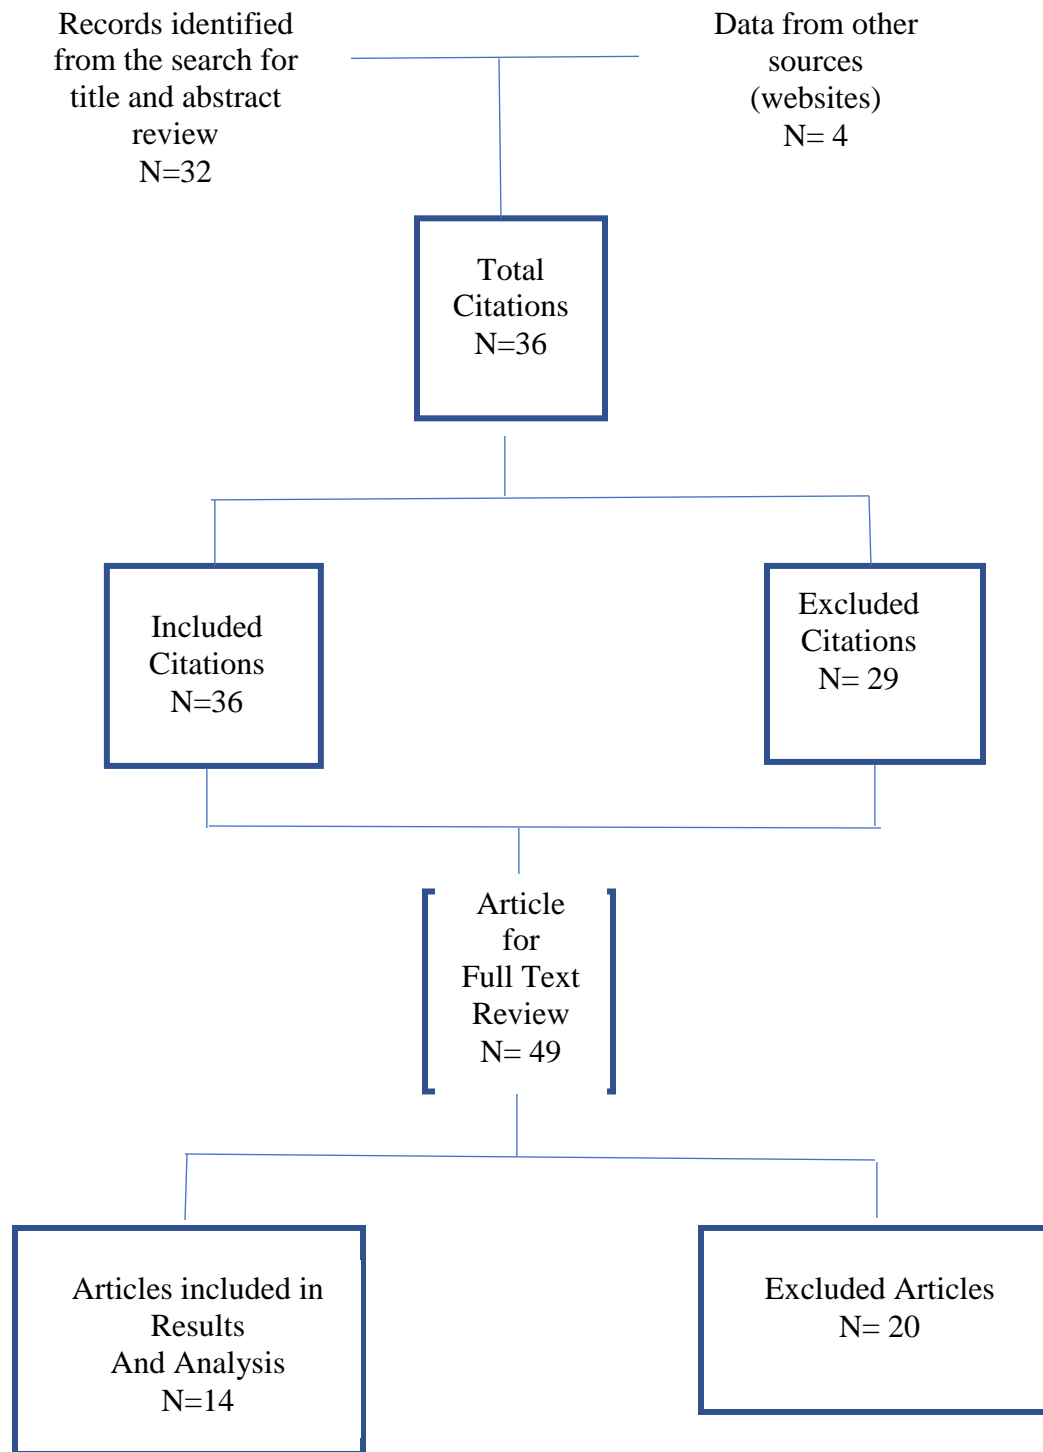 Records identified
from the search for
title and abstract
review
N=32
Data from other
sources
(websites)
N= 4
Total
Citations
N=36
Included
Citations
N=36
Excluded
Citations
N= 29
Article
for
Full Text
Review
N= 49
Articles included in
Results
And Analysis
N=14
Excluded Articles
N= 20